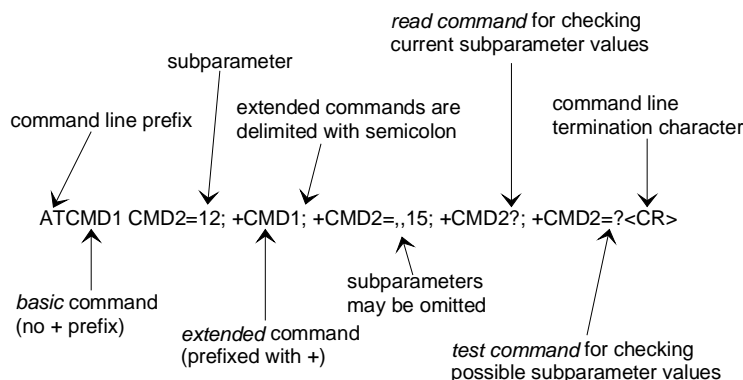 read command for checking
current subparameter values
subparameter
extended commands are
delimited with semicolon
command line
termination character
command line prefix
ATCMD1 CMD2=12; +CMD1; +CMD2=,,15; +CMD2?; +CMD2=?<CR>
subparameters
may be omitted
basic command
(no + prefix)
extended command
(prefixed with +)
test command for checking
possible subparameter values